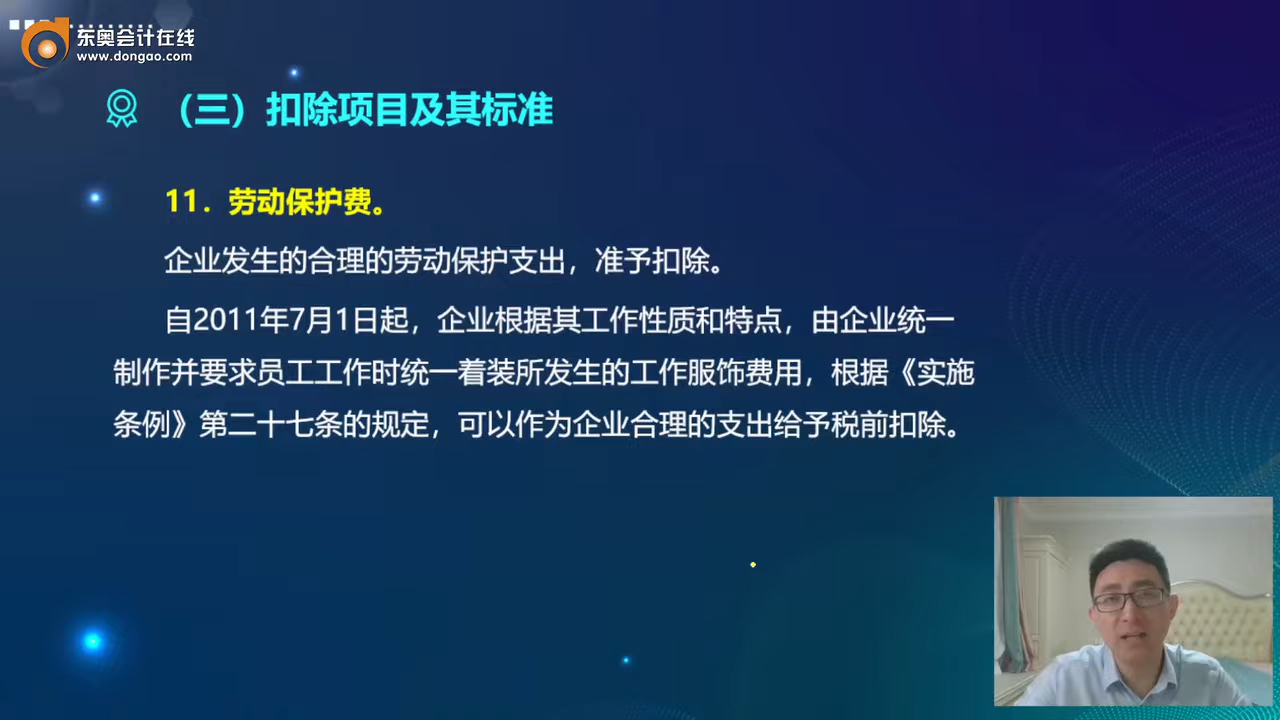 东奥会计在线
www.dongao.com
（三）扣除项目及其标准
11．劳动保护费。
企业发生的合理的劳动保护支出，准予扣除。
自2011年7月1日起，企业根据其工作性质和特点，由企业统一
制作并要求员工工作时统一着装所发生的工作服饰费用，根据《实施
条例》第二十七条的规定，可以作为企业合理的支出给予税前扣除。